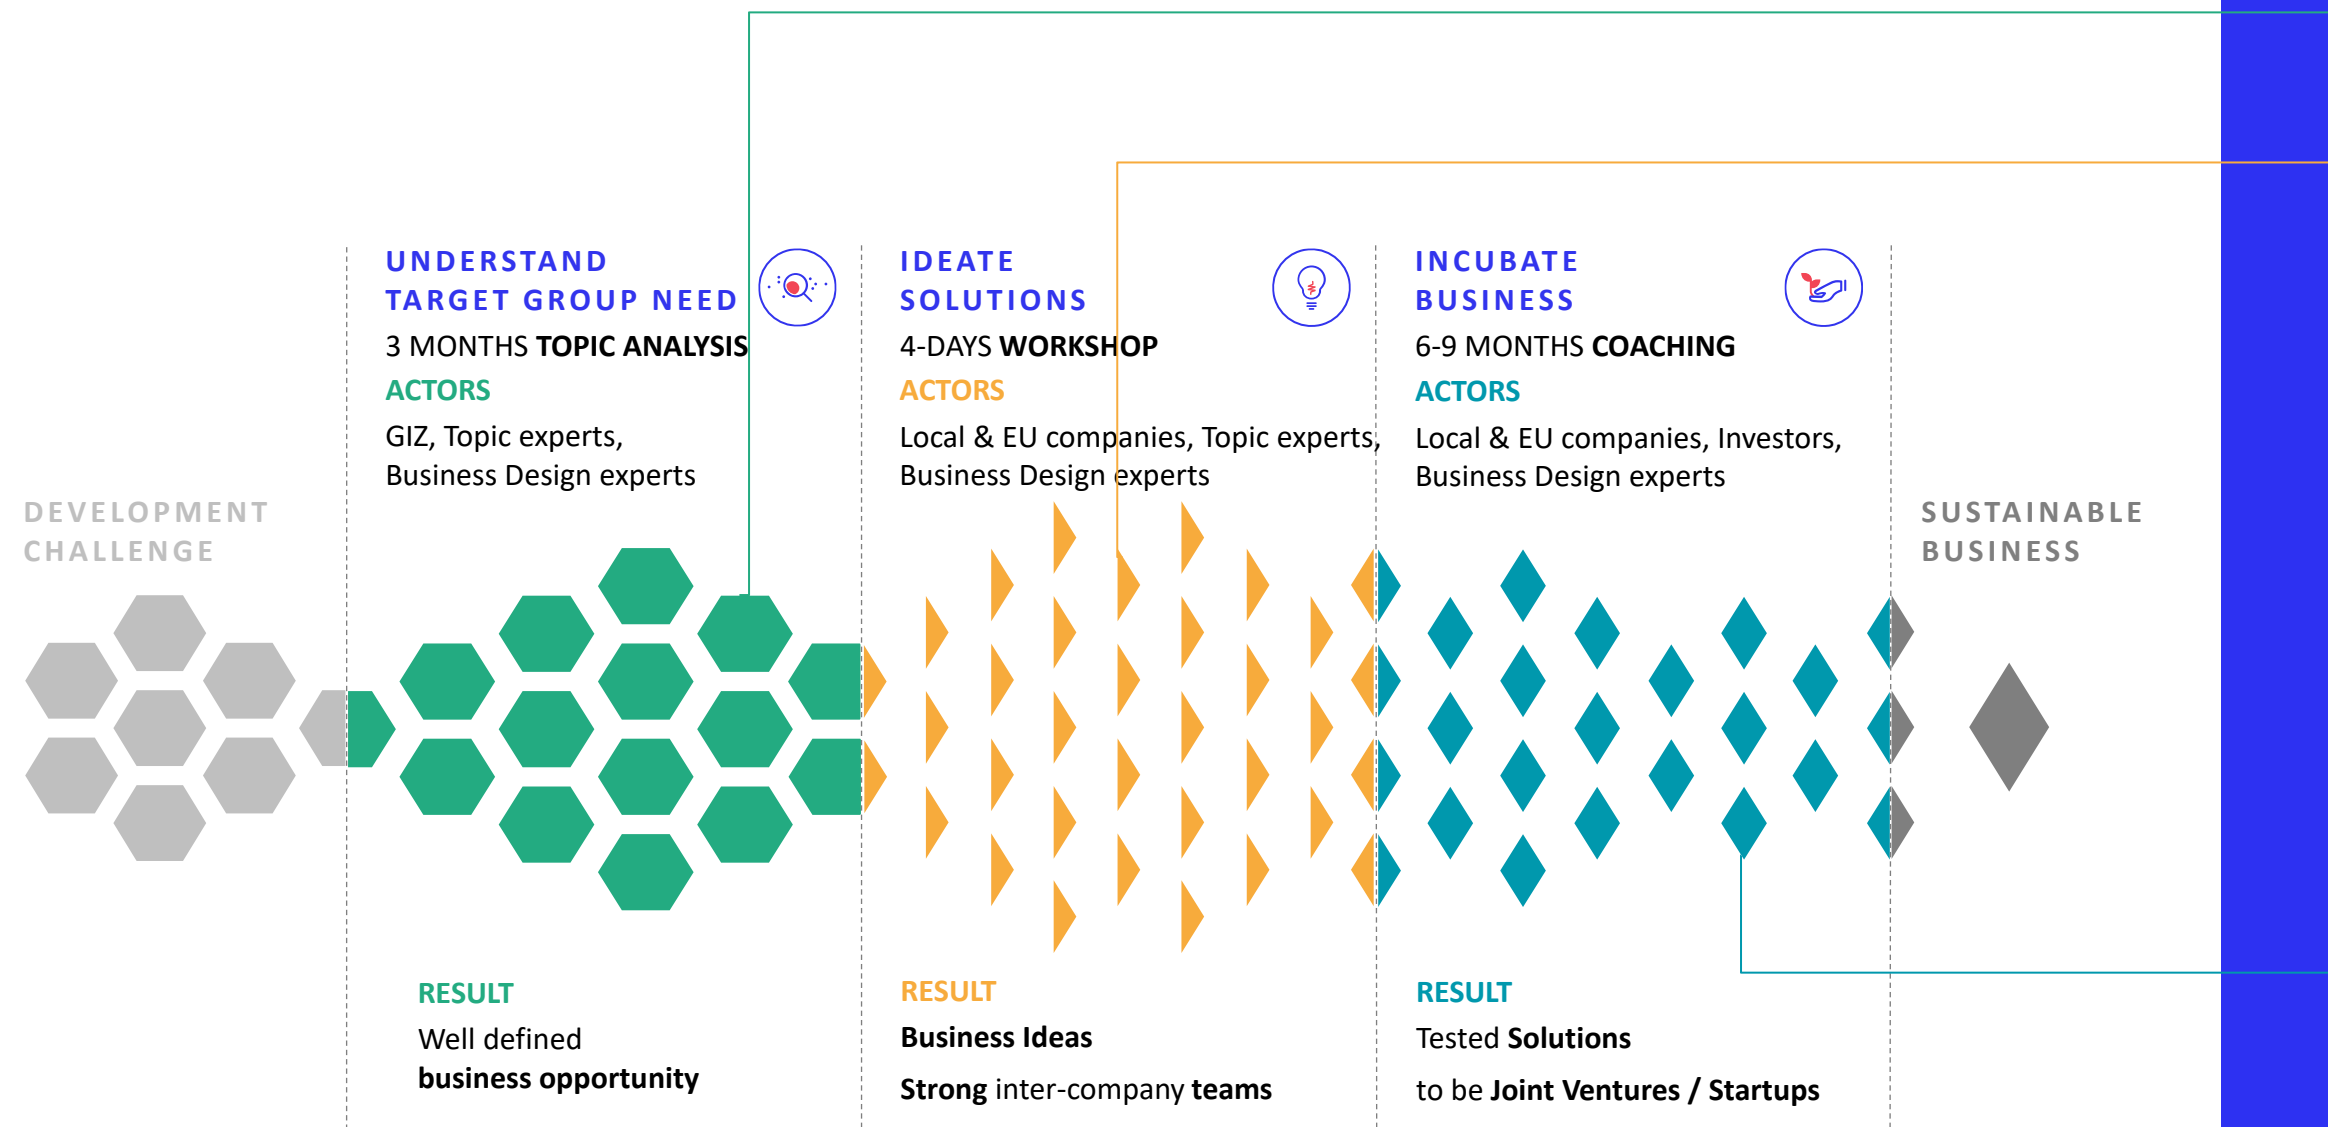 DEVELOPMENT
CHALLENGE
UNDERSTAND
TARGET GROUP NEED
3 MONTHS TOPIC ANALYSIS
ACTORS
GIZ, Topic experts,
Business Design experts
RESULT
Well defined
business opportunity
IDEATE
SOLUTIONS
4-DAYS WORKSHOP
ACTORS
Local & EU companies, Topic experts,
Business Design experts
RESULT
Business Ideas
Strong inter-company teams
INCUBATE
BUSINESS
6-9 MONTHS COACHING
ACTORS
Local & EU companies, Investors,
Business Design experts
RESULT
Tested Solutions
to be Joint Ventures / Startups
SUSTAINABLE
BUSINESS